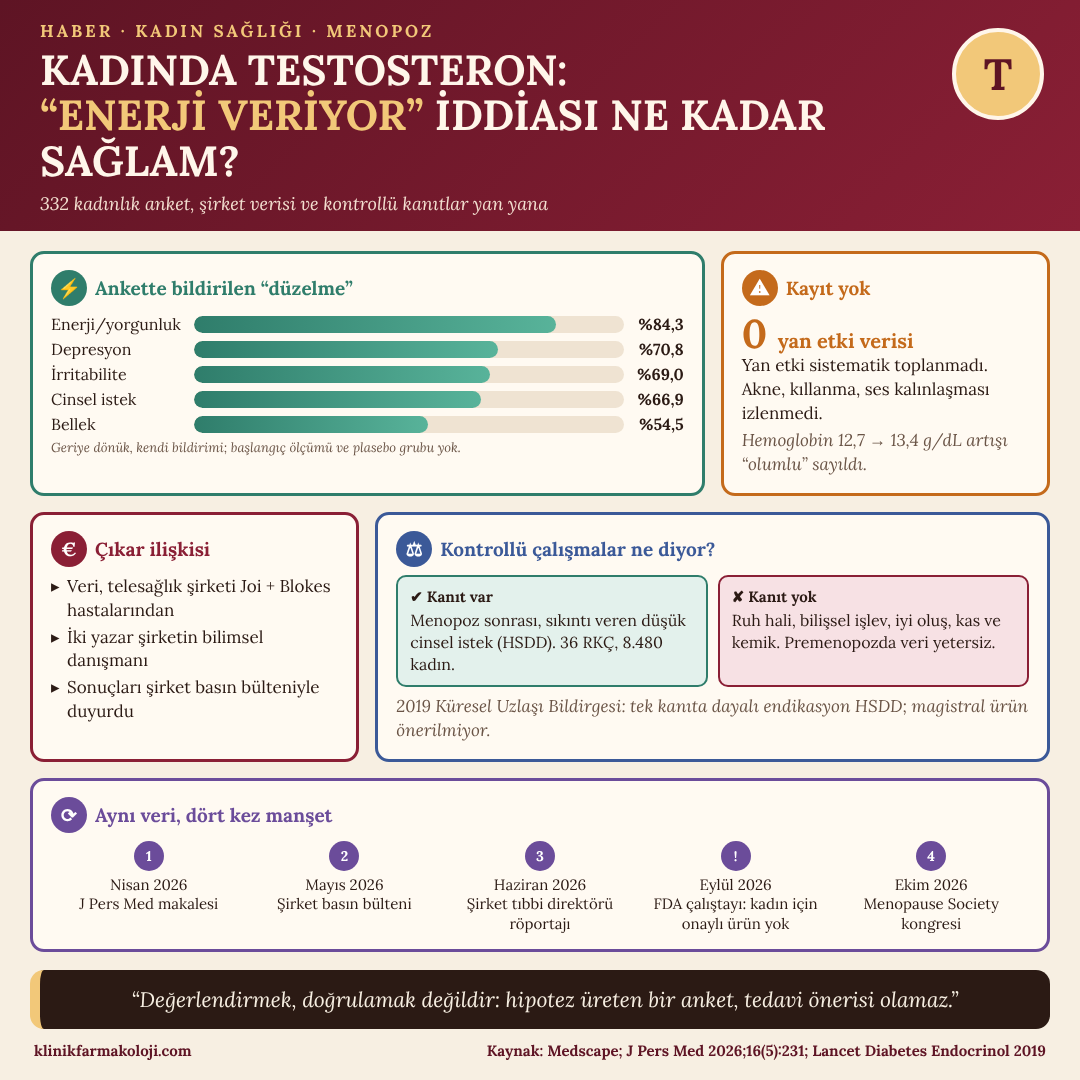 HABER · KADIN SAĞLIĞI · MENOPOZ
KADINDA TESTOSTERON:
“ENERJİ VERİYOR” İDDİASI NE KADAR
SAĞLAM?
332 kadınlık anket, şirket verisi ve kontrollü kanıtlar yan yana
T
⚡ Ankette bildirilen “düzelme”
Enerji/yorgunluk %84,3
Depresyon %70,8
İrritabilite %69,0
Cinsel istek %66,9
Bellek %54,5
Geriye dönük, kendi bildirimi; başlangıç ölçümü ve plasebo grubu yok.
⚠ Kayıt yok
0 yan etki verisi
Yan etki sistematik toplanmadı.
Akne, kıllanma, ses kalınlaşması
izlenmedi.
Hemoglobin 12,7 → 13,4 g/dL artışı
“olumlu” sayıldı.
€ Çıkar ilişkisi
▸ Veri, telesağlık şirketi Joi + Blokes
hastalarından
▸ İki yazar şirketin bilimsel
danışmanı
▸ Sonuçları şirket basın bülteniyle
duyurdu
⚖ Kontrollü çalışmalar ne diyor?
✔ Kanıt var
Menopoz sonrası, sıkıntı veren düşük
cinsel istek (HSDD). 36 RKÇ, 8.480
kadın.
✘ Kanıt yok
Ruh hali, bilişsel işlev, iyi oluş, kas ve
kemik. Premenopozda veri yetersiz.
2019 Küresel Uzlaşı Bildirgesi: tek kanıta dayalı endikasyon HSDD; magistral ürün
önerilmiyor.
⟳ Aynı veri, dört kez manşet
1
Nisan 2026
J Pers Med makalesi
2
Mayıs 2026
Şirket basın bülteni
3
Haziran 2026
Şirket tıbbi direktörü
röportajı
!
Eylül 2026
FDA çalıştayı: kadın için
onaylı ürün yok
4
Ekim 2026
Menopause Society
kongresi
“Değerlendirmek, doğrulamak değildir: hipotez üreten bir anket, tedavi önerisi olamaz.”
klinikfarmakoloji.com
Kaynak: Medscape; J Pers Med 2026;16(5):231; Lancet Diabetes Endocrinol 2019